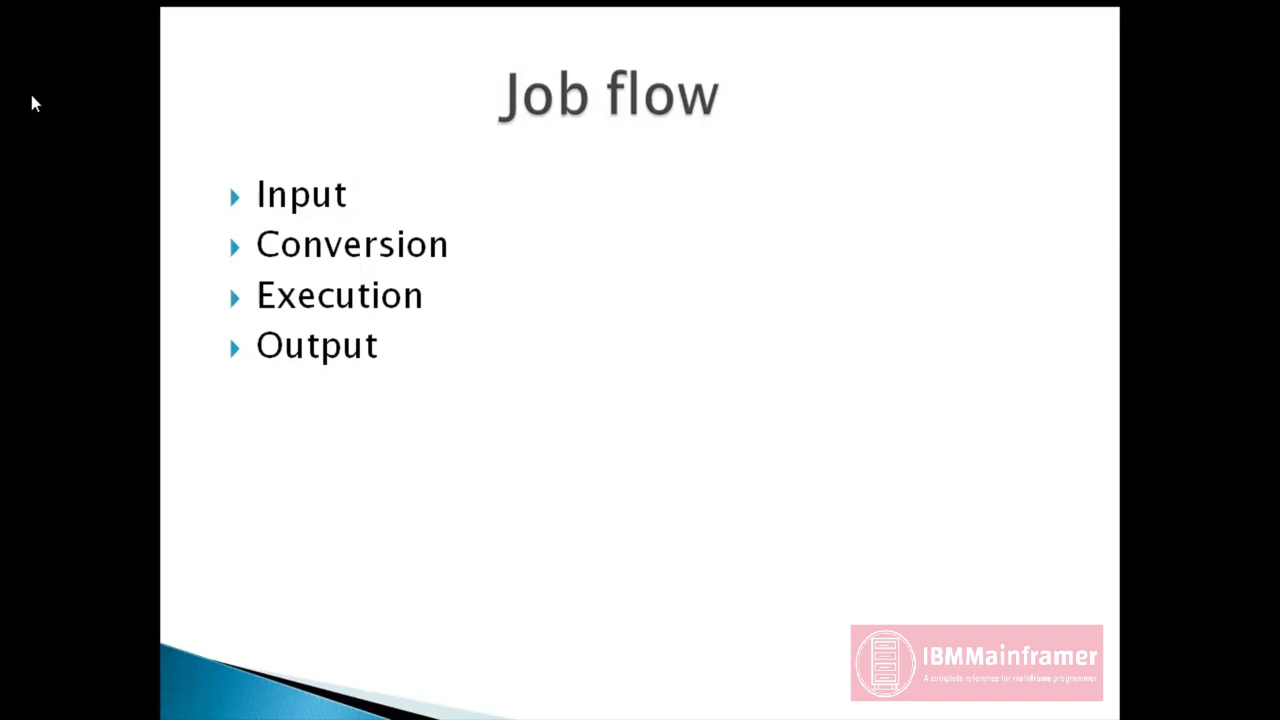 Job flow
Input
Conversion
Execution
Output
IBMMainframer
A complete reference for mainframe programmer